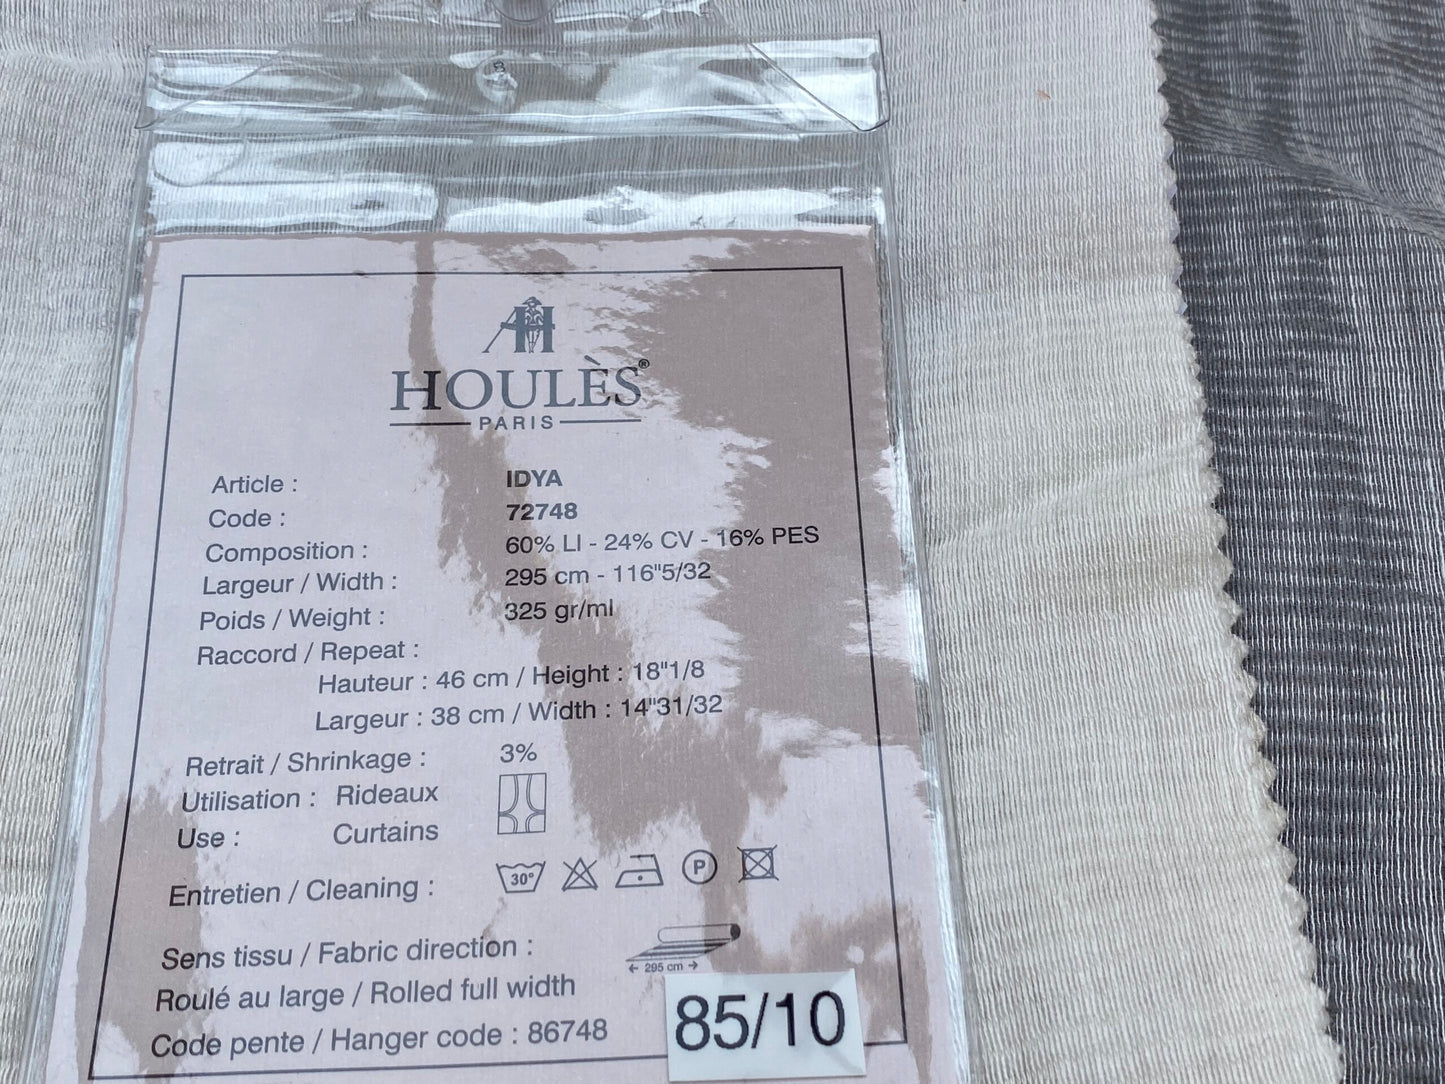 AH
HOULÈS®
PARIS
Article : IDYA
Code : 72748
Composition : 60% LI - 24% CV - 16% PES
Largeur / Width : 295 cm - 116"5/32
Poids / Weight : 325 gr/ml
Raccord / Repeat :
Hauteur : 46 cm / Height : 18"1/8
Largeur : 38 cm / Width : 14"31/32
Retrait / Shrinkage : 3%
Utilisation : Rideaux
Use : Curtains
Entretien / Cleaning : 30° P
Sens tissu / Fabric direction :
295 cm
Roulé au large / Rolled full width
Code pente / Hanger code : 86748
85/10